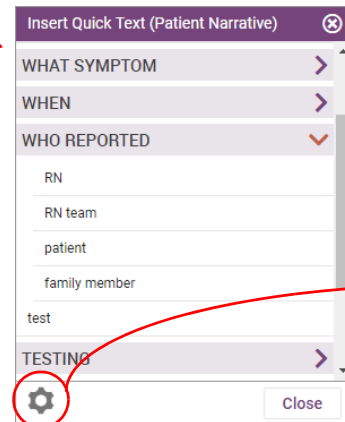 Insert Quick Text (Patient Narrative)
WHAT SYMPTOM
WHEN
WHO REPORTED
RN
RN team
patient
family member
test
TESTING
Close